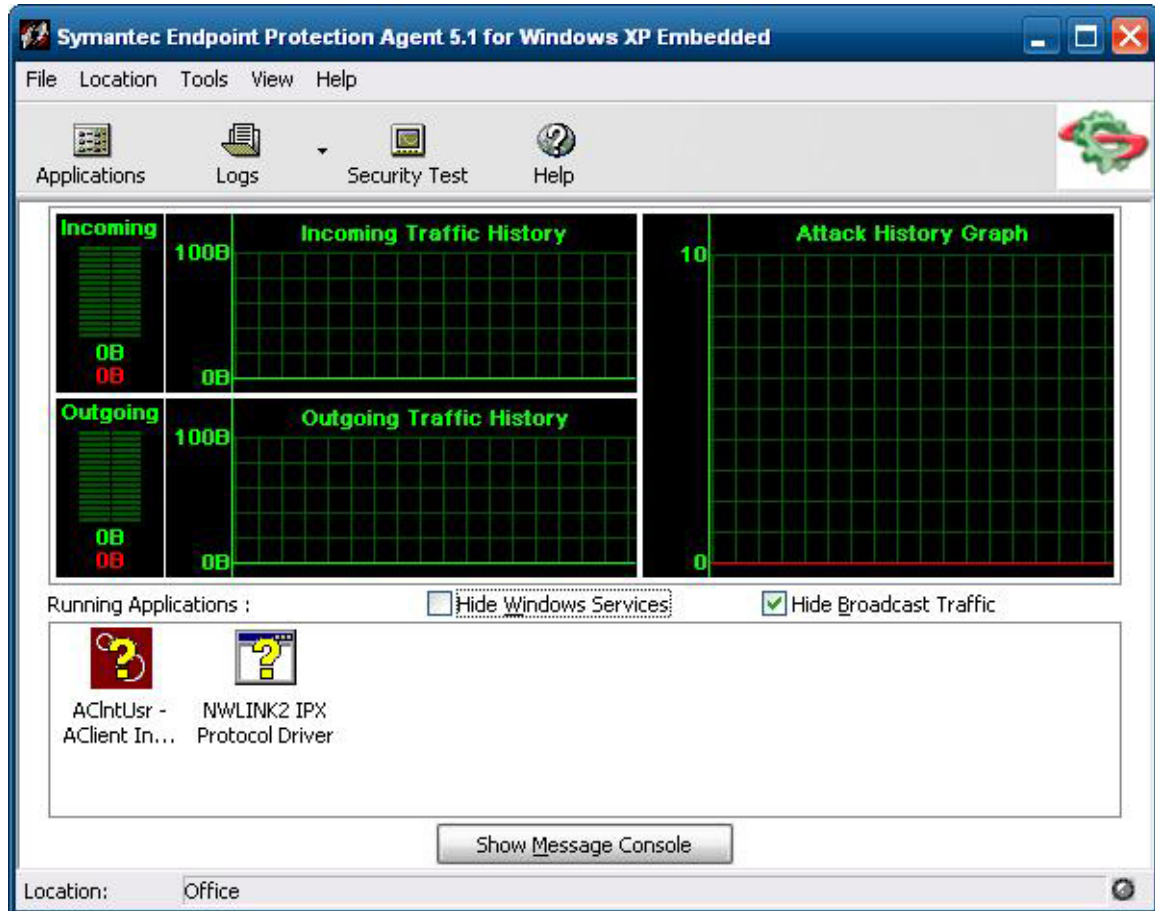 Symantec Endpoint Protection Agent 5.1 for Windows XP Embedded
File Location Tools View Help
Applications Logs Security Test Help
Incoming
0B
0B
100B
Incoming Traffic History
0B
Outgoing
0B
0B
100B
Outgoing Traffic History
0B
Attack History Graph
10
0
Running Applications : Hide Windows Services Hide Broadcast Traffic
AClntUsr -
AClient In...
NWLINK2 IPX
Protocol Driver
Show Message Console
Location: Office